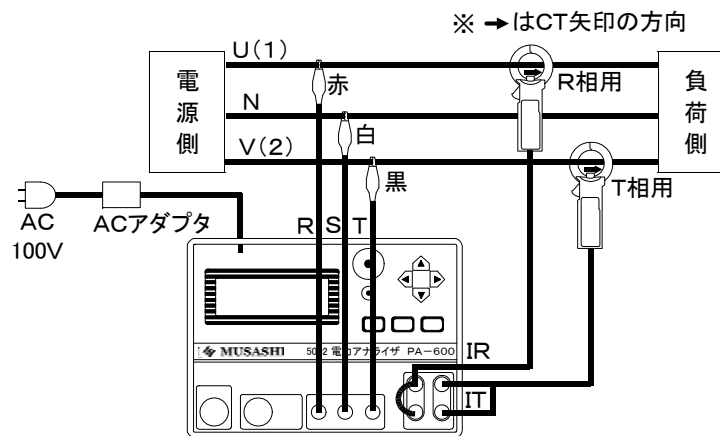 ※ →はCT矢印の方向
U(1)
電源側
赤
R相用
負荷側
N
白
V(2)
黒
T相用
AC 100V
ACアダプタ
R S T
MUSASHI 電力アナライザ PA-600
IR
IT